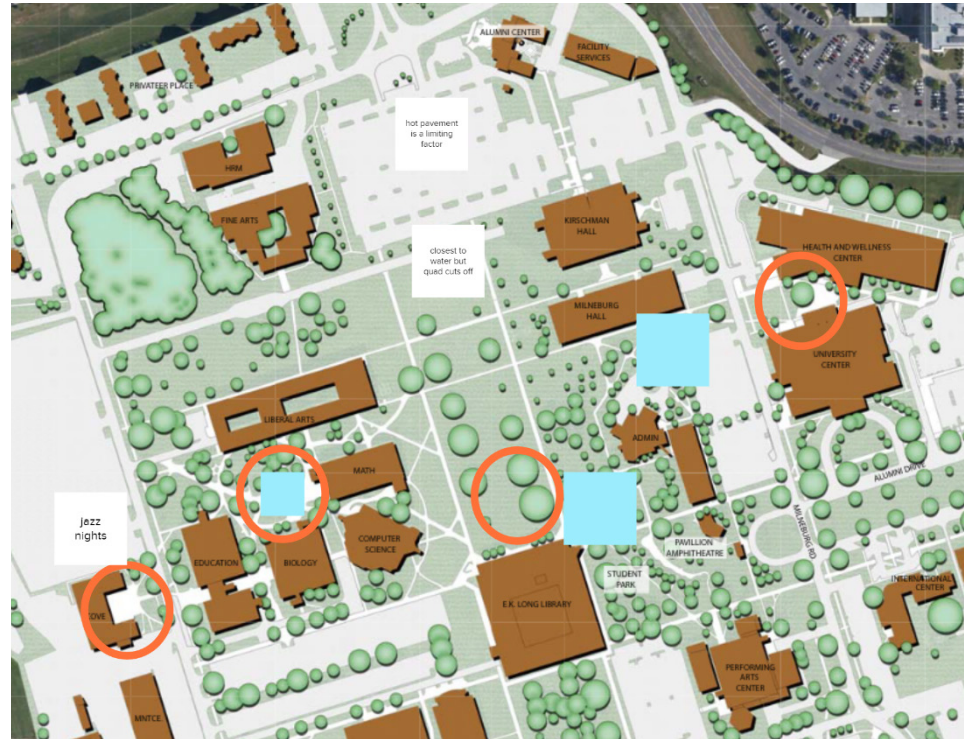 ALUMNI CENTER
FACILITY
SERVICES
PRIVATEER PLACE
hot pavement
is a limiting
factor
HRM
FINE ARTS
KIRSCHMAN
HALL
closest to
water but
quad cuts off
HEALTH AND WELLNESS
CENTER
MILNEBURG
HALL
UNIVERSITY
CENTER
LIBERAL ARTS
ADMIN
MATH
ALUMNI DRIVE
jazz
nights
MILNEBURG RD
COMPUTER
SCIENCE
PAVILLION
AMPHITHEATRE
EDUCATION
BIOLOGY
STUDENT
PARK
INTERNATIONAL
CENTER
COVE
E.K. LONG LIBRARY
PERFORMING
ARTS
CENTER
MNTCE.